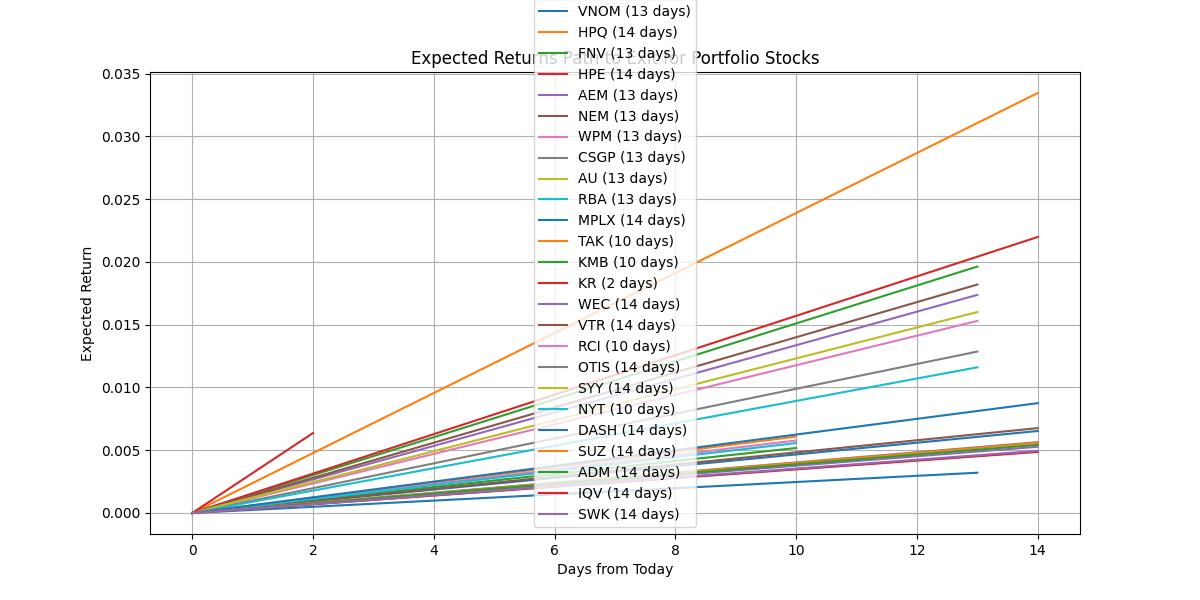 VNOM (13 days)
HPQ (14 days)
FNV (13 days)
Expected Returns Path to Exit for Portfolio Stocks
HPE (14 days)
AEM (13 days)
NEM (13 days)
WPM (13 days)
CSGP (13 days)
AU (13 days)
RBA (13 days)
MPLX (14 days)
TAK (10 days)
KMB (10 days)
KR (2 days)
WEC (14 days)
VTR (14 days)
RCI (10 days)
OTIS (14 days)
SYY (14 days)
NYT (10 days)
DASH (14 days)
SUZ (14 days)
ADM (14 days)
IQV (14 days)
SWK (14 days)
0.035
0.030
0.025
0.020
0.015
0.010
0.005
0.000
Expected Return
0 2 4 6 8 10 12 14
Days from Today